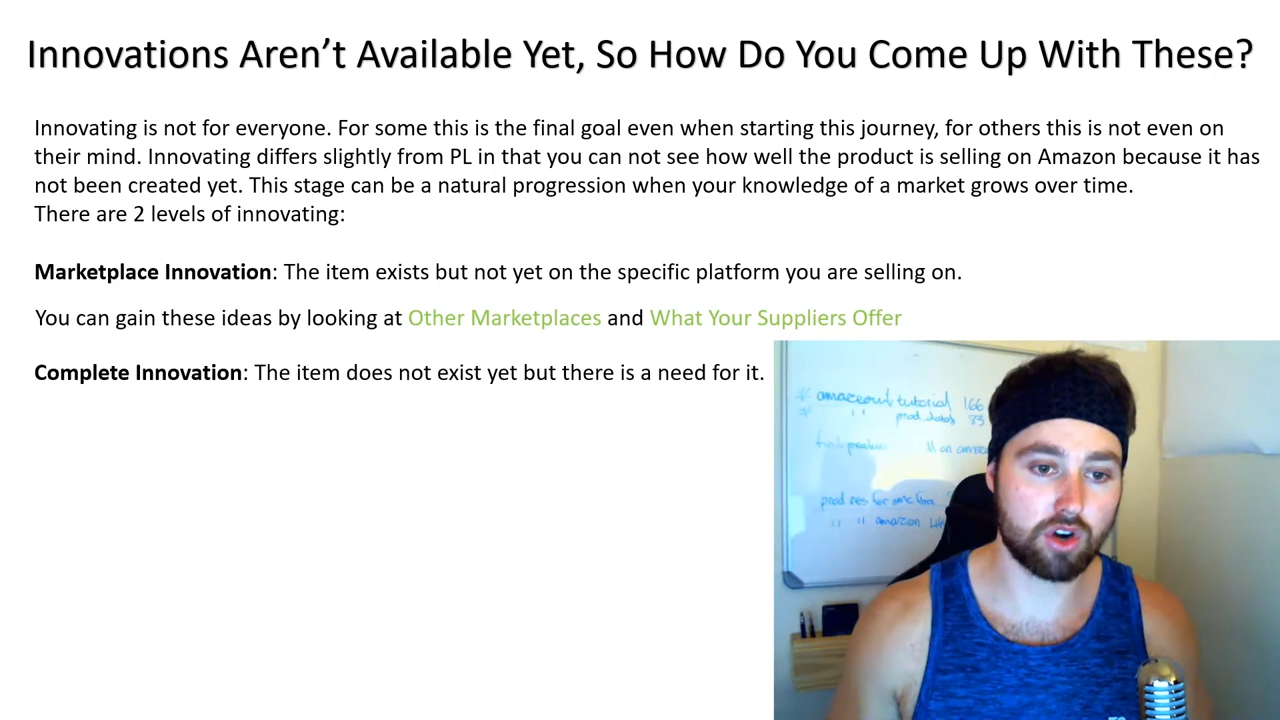 Innovations Aren’t Available Yet, So How Do You Come Up With These?
Innovating is not for everyone. For some this is the final goal even when starting this journey, for others this is not even on
their mind. Innovating differs slightly from PL in that you can not see how well the product is selling on Amazon because it has
not been created yet. This stage can be a natural progression when your knowledge of a market grows over time.
There are 2 levels of innovating:
Marketplace Innovation: The item exists but not yet on the specific platform you are selling on.
You can gain these ideas by looking at Other Marketplaces and What Your Suppliers Offer
Complete Innovation: The item does not exist yet but there is a need for it.
tutorial 166
prod 83
prod res for
" " amazon